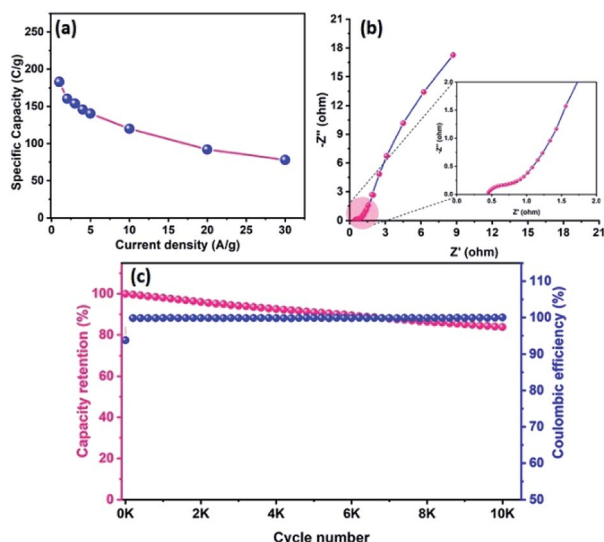 (a)
Specific Capacity (C/g)
250
200
150
100
50
0
0 5 10 15 20 25 30
Current density (A/g)
(b)
-Z'' (ohm)
21
18
15
12
9
6
3
0
0 3 6 9 12 15 18 21
Z' (ohm)
-Z'' (ohm)
2.0
1.6
1.2
0.8
0.4
0.0
0.0 0.5 1.0 1.5 2.0
Z' (ohm)
(c)
Capacity retention (%)
100
80
60
40
20
0
0K 2K 4K 6K 8K 10K
Cycle number
Coulombic efficiency (%)
110
100
90
80
70
60
50